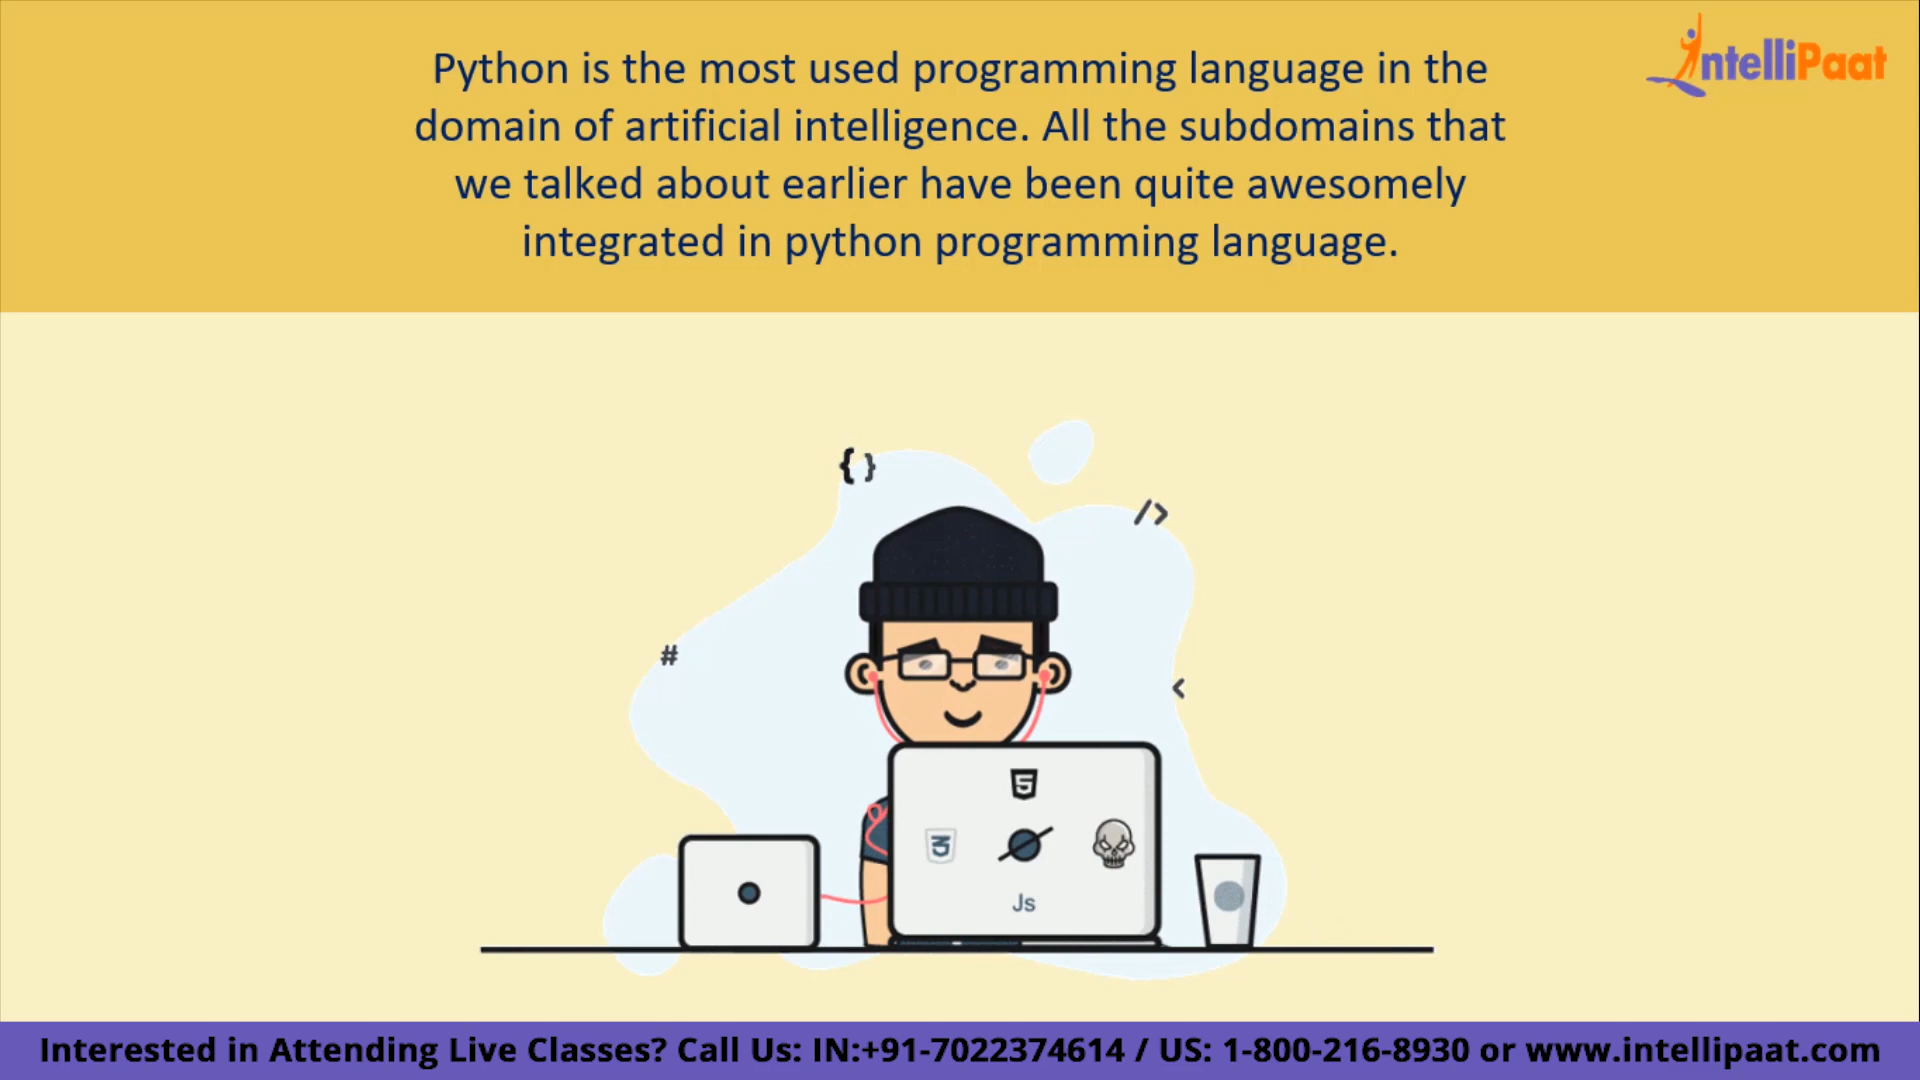 Python is the most used programming language in the
domain of artificial intelligence. All the subdomains that
we talked about earlier have been quite awesomely
integrated in python programming language.
IntelliPaat
{ }
/>
#
<
Js
Interested in Attending Live Classes? Call Us: IN:+91-7022374614 / US: 1-800-216-8930 or www.intellipaat.com